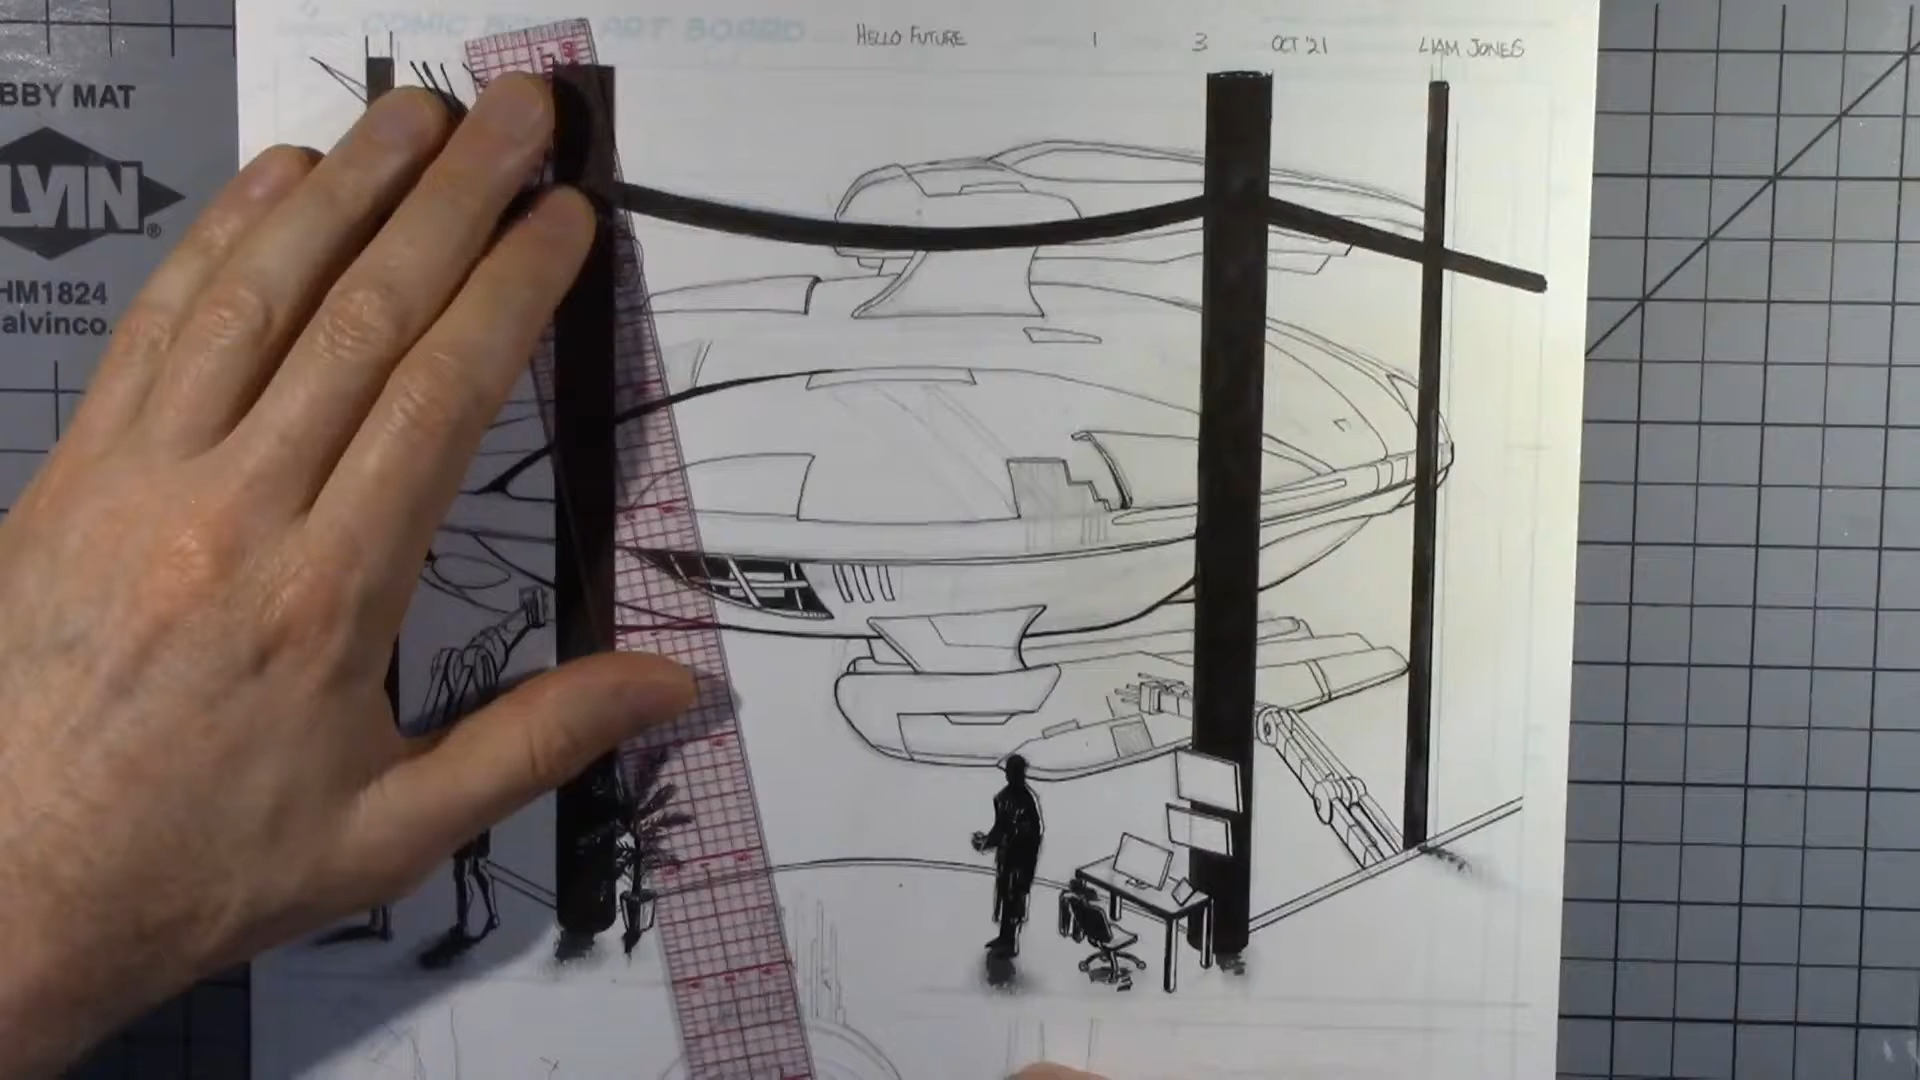 COMIC BOOK ART BOARD
HELLO FUTURE 1 3 OCT '21 LIAM JONES
BBY MAT
LVIN
®
HM1824
alvinco.